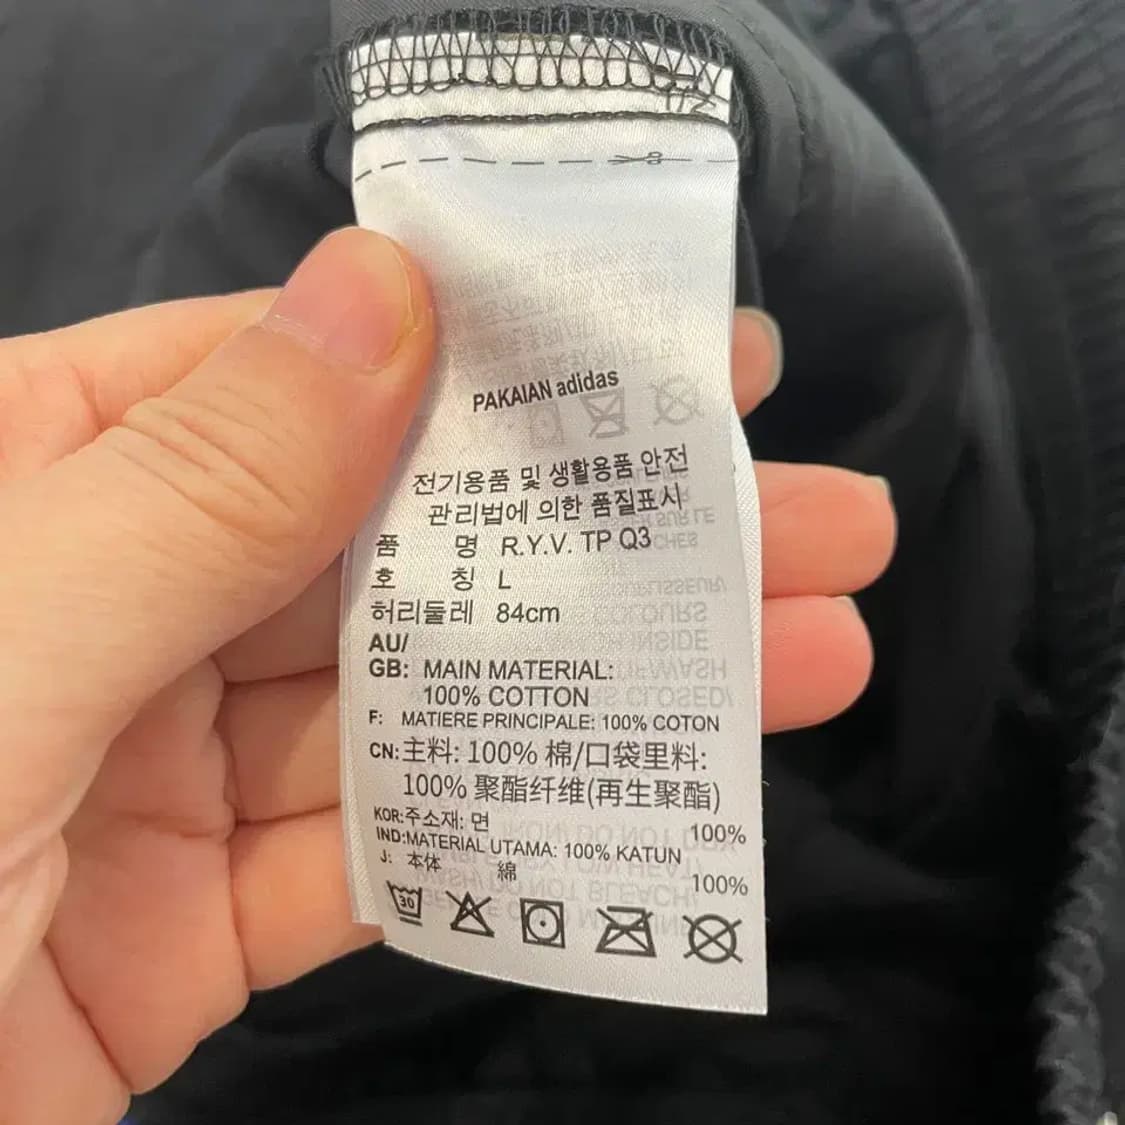 PAKAIAN adidas
전기용품 및 생활용품 안전
관리법에 의한 품질표시
품 명 R.Y.V. TP Q3
호 칭 L
허리둘레 84cm
AU/
GB: MAIN MATERIAL:
100% COTTON
F: MATIERE PRINCIPALE: 100% COTON
CN: 主料: 100% 棉/口袋里料:
100% 聚酯纤维(再生聚酯)
KOR: 주소재: 면 100%
IND: MATERIAL UTAMA: 100% KATUN
J: 本体 綿 100%
30